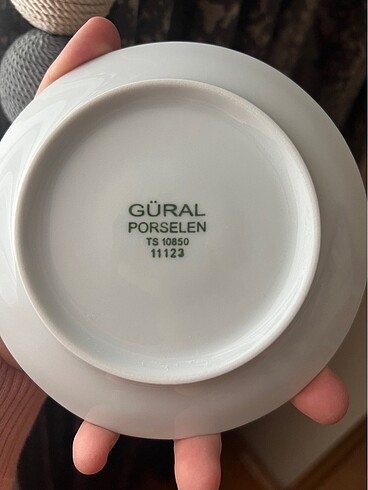 GÜRAL
PORSELEN
TS 10850
11123